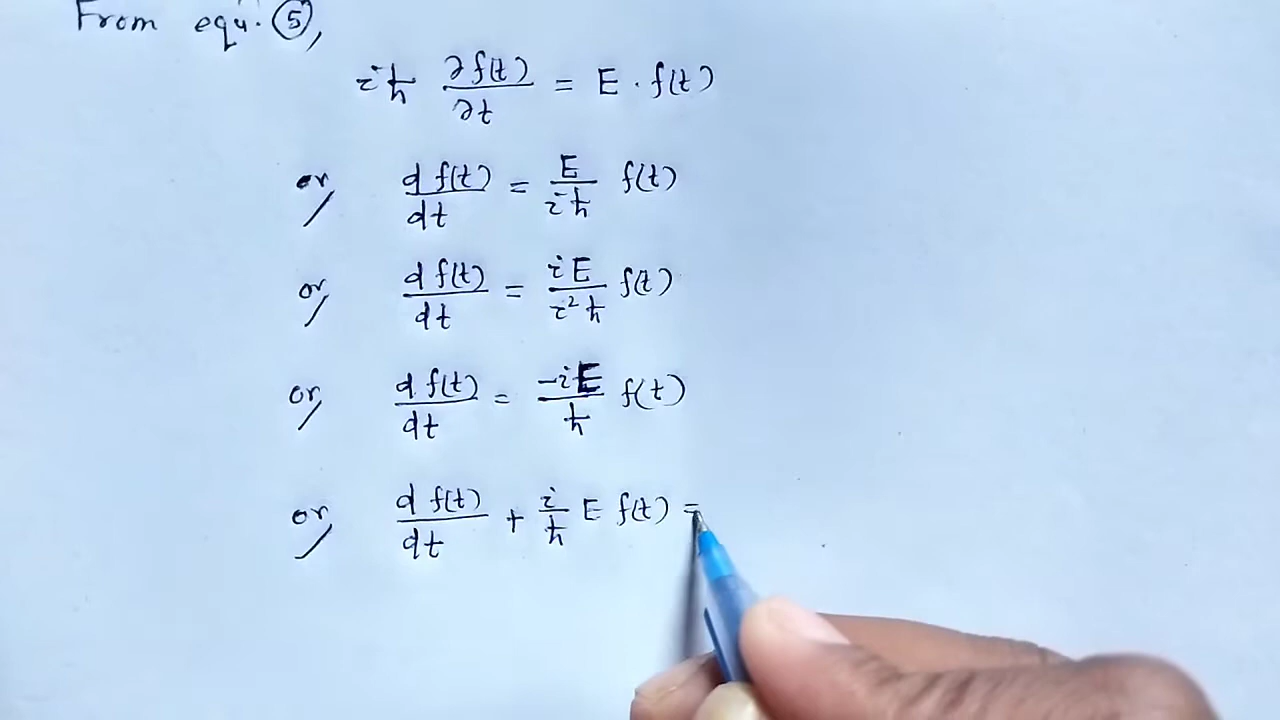 From equ. ⑤,
iħ ∂f(t)/∂t = E · f(t)
or, d f(t)/dt = E/iħ f(t)
or, d f(t)/dt = iE/i²ħ f(t)
or, d f(t)/dt = -iE/ħ f(t)
or, d f(t)/dt + i/ħ E f(t) =